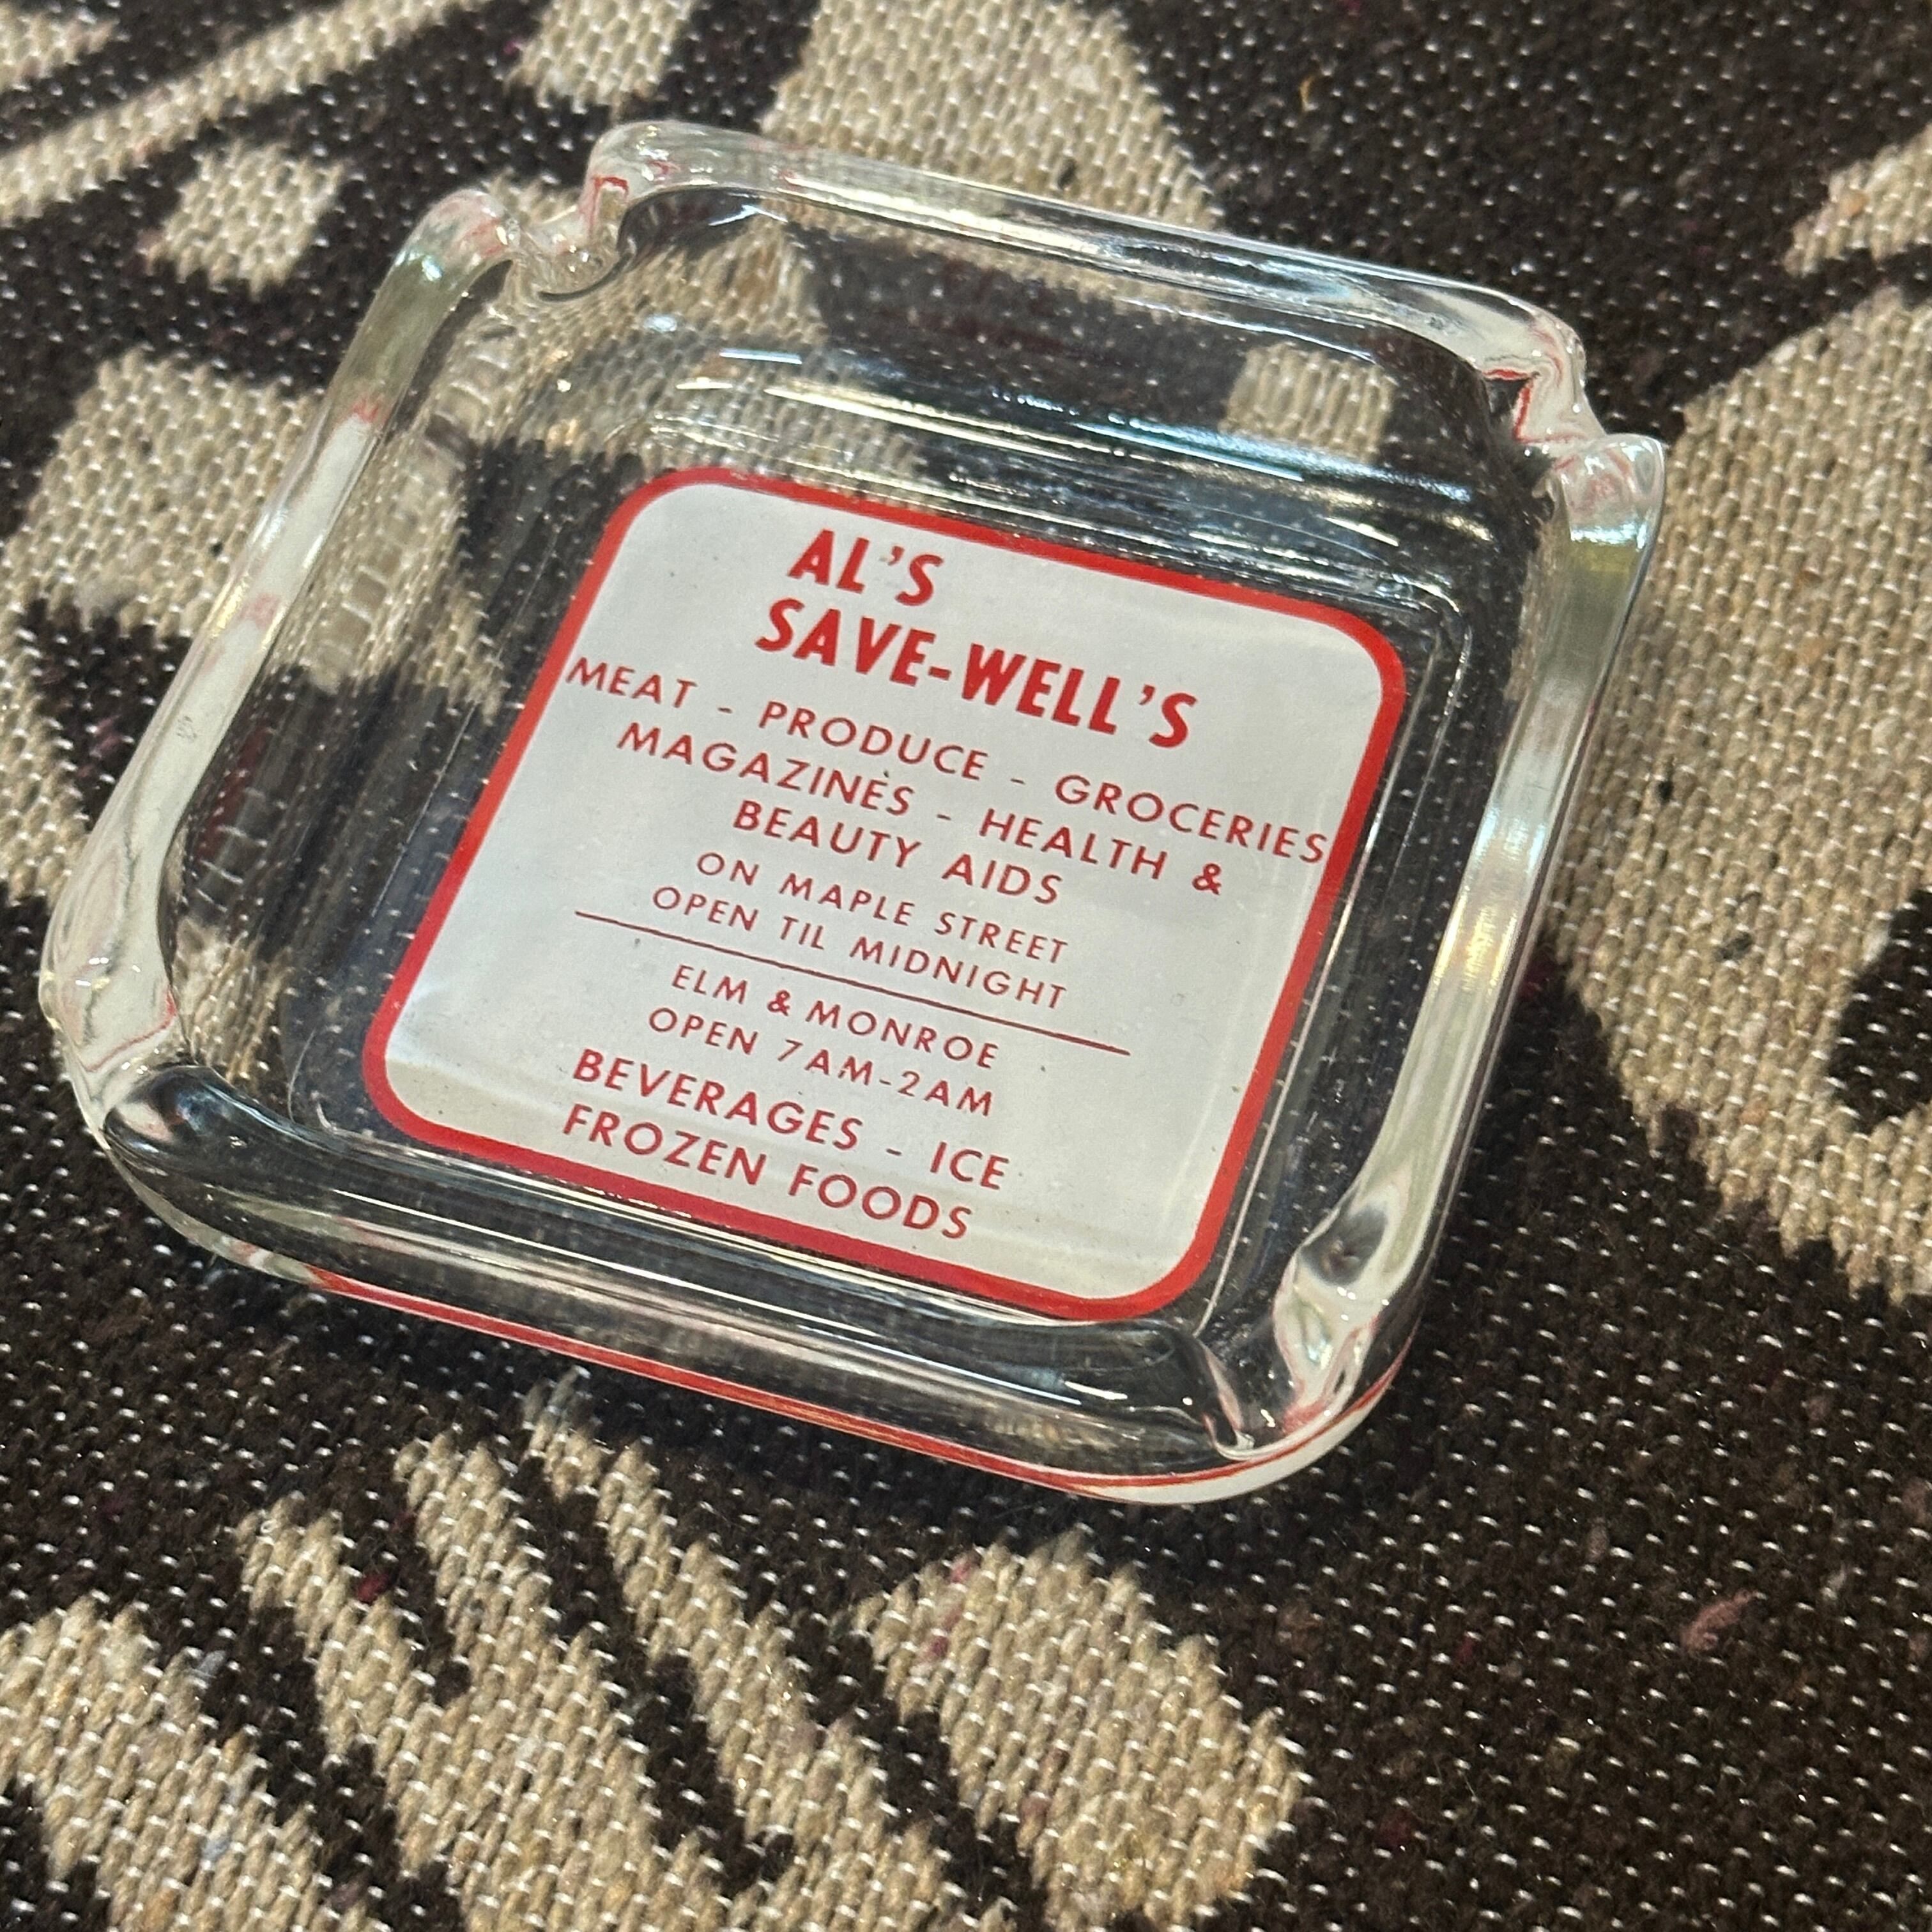 AL'S
SAVE-WELL'S
MEAT - PRODUCE - GROCERIES
MAGAZINES - HEALTH &
BEAUTY AIDS
ON MAPLE STREET
OPEN TIL MIDNIGHT
ELM & MONROE
OPEN 7AM-2AM
BEVERAGES - ICE
FROZEN FOODS